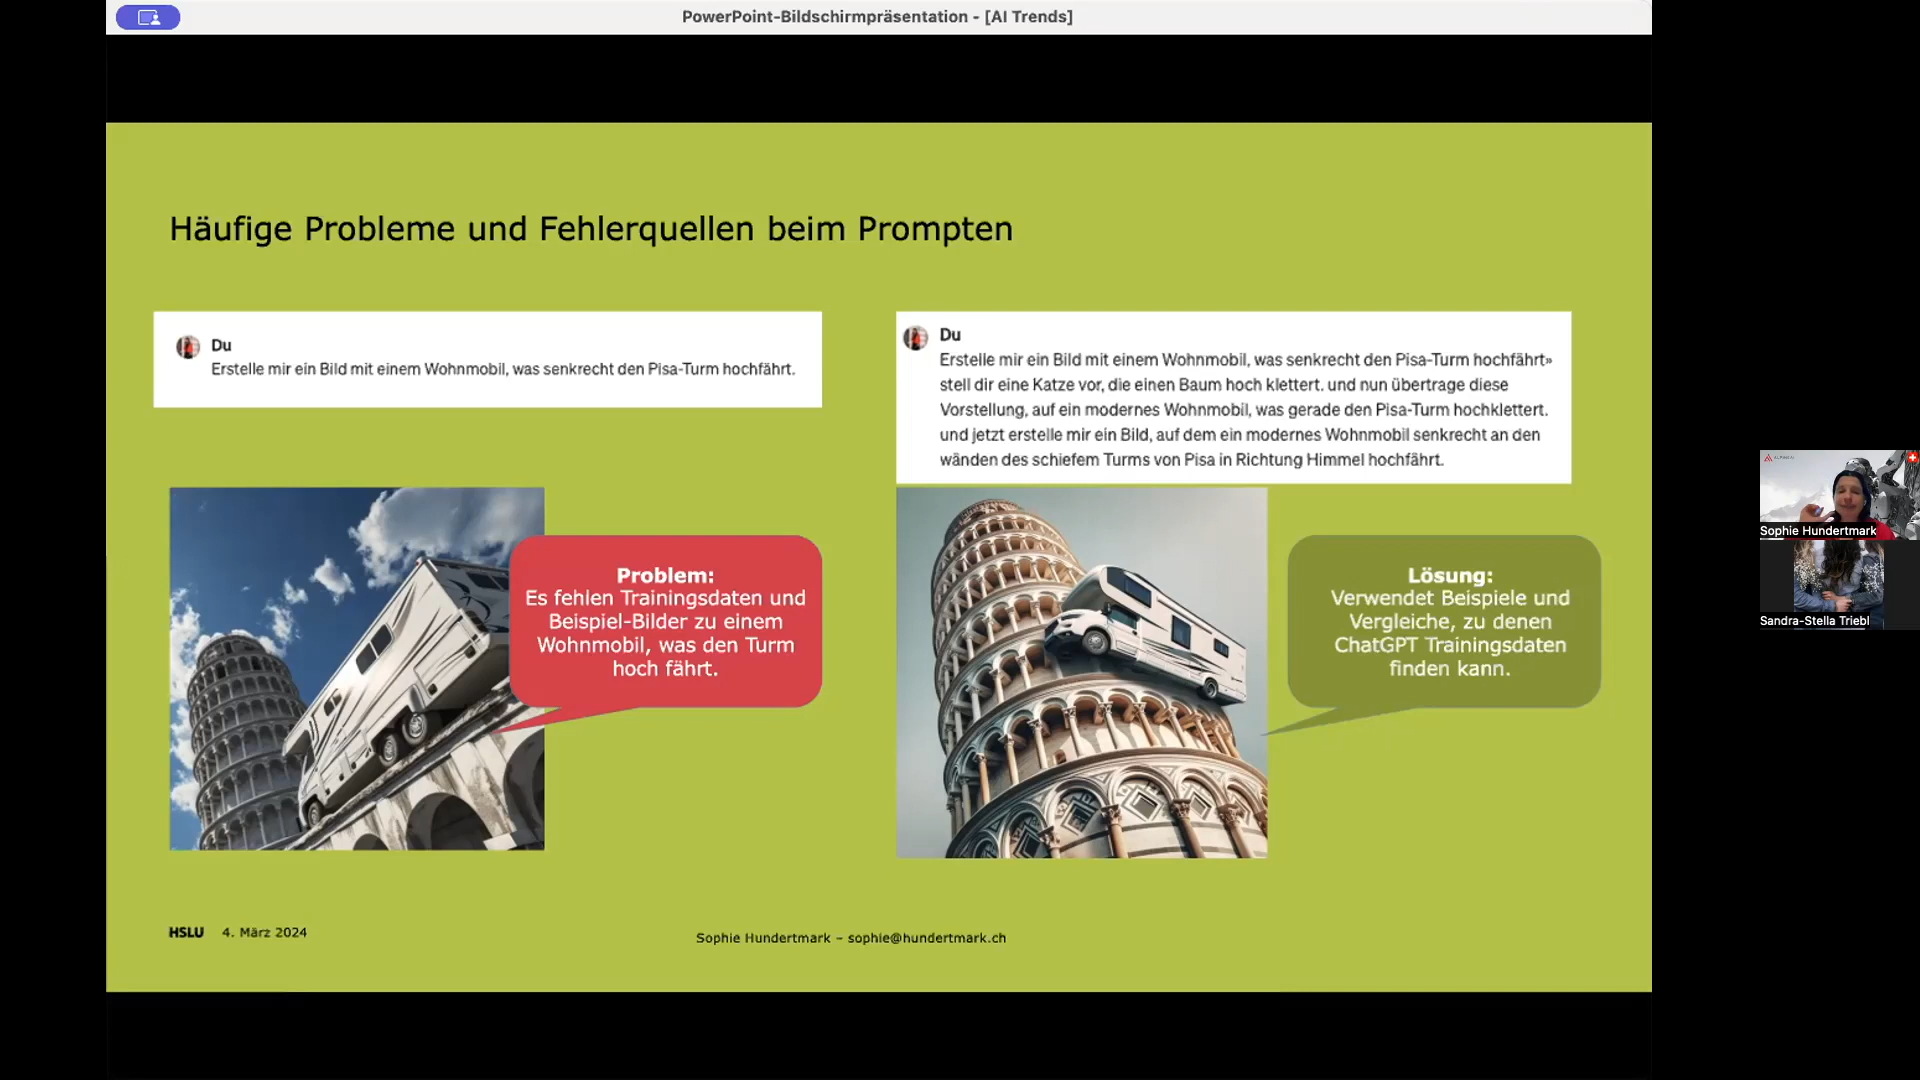 PowerPoint-Bildschirmpräsentation - [AI Trends]
Häufige Probleme und Fehlerquellen beim Prompten
Du
Erstelle mir ein Bild mit einem Wohnmobil, was senkrecht den Pisa-Turm hochfährt.
Problem:
Es fehlen Trainingsdaten und
Beispiel-Bilder zu einem
Wohnmobil, was den Turm
hoch fährt.
Du
Erstelle mir ein Bild mit einem Wohnmobil, was senkrecht den Pisa-Turm hochfährt»
stell dir eine Katze vor, die einen Baum hoch klettert. und nun übertrage diese
Vorstellung, auf ein modernes Wohnmobil, was gerade den Pisa-Turm hochklettert.
und jetzt erstelle mir ein Bild, auf dem ein modernes Wohnmobil senkrecht an den
wänden des schiefem Turms von Pisa in Richtung Himmel hochfährt.
Lösung:
Verwendet Beispiele und
Vergleiche, zu denen
ChatGPT Trainingsdaten
finden kann.
HSLU 4. März 2024
Sophie Hundertmark – sophie@hundertmark.ch
Sophie Hundertmark
Sandra-Stella Triebl